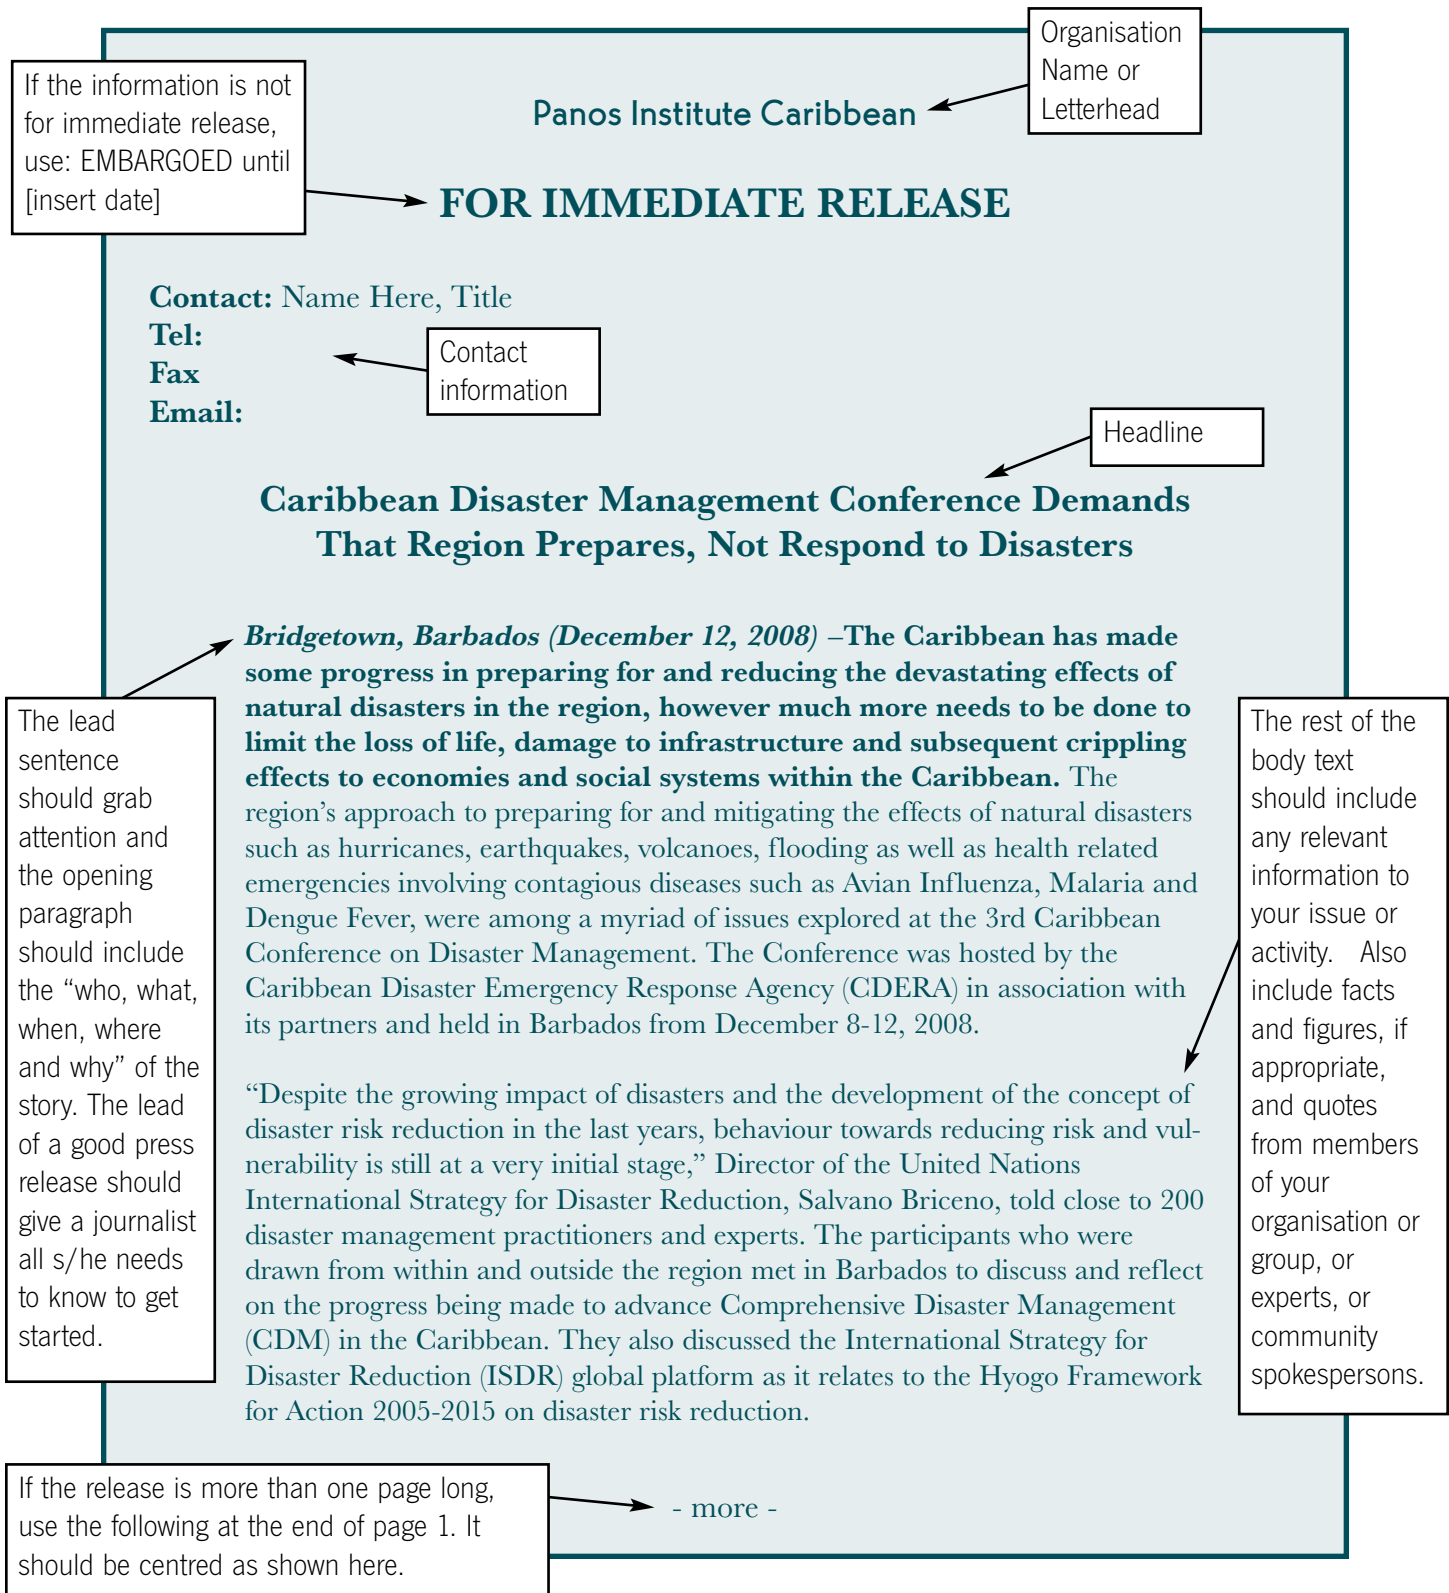 Organisation
Name or
Letterhead
If the information is not
for immediate release,
use: EMBARGOED until
[insert date]
Panos Institute Caribbean
FOR IMMEDIATE RELEASE
Contact: Name Here, Title
Tel:
Fax
Email:
Contact
information
Headline
Caribbean Disaster Management Conference Demands
That Region Prepares, Not Respond to Disasters
Bridgetown, Barbados (December 12, 2008) –The Caribbean has made
some progress in preparing for and reducing the devastating effects of
natural disasters in the region, however much more needs to be done to
limit the loss of life, damage to infrastructure and subsequent crippling
effects to economies and social systems within the Caribbean. The
region’s approach to preparing for and mitigating the effects of natural disasters
such as hurricanes, earthquakes, volcanoes, flooding as well as health related
emergencies involving contagious diseases such as Avian Influenza, Malaria and
Dengue Fever, were among a myriad of issues explored at the 3rd Caribbean
Conference on Disaster Management. The Conference was hosted by the
Caribbean Disaster Emergency Response Agency (CDERA) in association with
its partners and held in Barbados from December 8-12, 2008.
“Despite the growing impact of disasters and the development of the concept of
disaster risk reduction in the last years, behaviour towards reducing risk and vul-
nerability is still at a very initial stage,” Director of the United Nations
International Strategy for Disaster Reduction, Salvano Briceno, told close to 200
disaster management practitioners and experts. The participants who were
drawn from within and outside the region met in Barbados to discuss and reflect
on the progress being made to advance Comprehensive Disaster Management
(CDM) in the Caribbean. They also discussed the International Strategy for
Disaster Reduction (ISDR) global platform as it relates to the Hyogo Framework
for Action 2005-2015 on disaster risk reduction.
The lead
sentence
should grab
attention and
the opening
paragraph
should include
the “who, what,
when, where
and why” of the
story. The lead
of a good press
release should
give a journalist
all s/he needs
to know to get
started.
The rest of the
body text
should include
any relevant
information to
your issue or
activity. Also
include facts
and figures, if
appropriate,
and quotes
from members
of your
organisation or
group, or
experts, or
community
spokespersons.
If the release is more than one page long,
use the following at the end of page 1. It
should be centred as shown here.
- more -